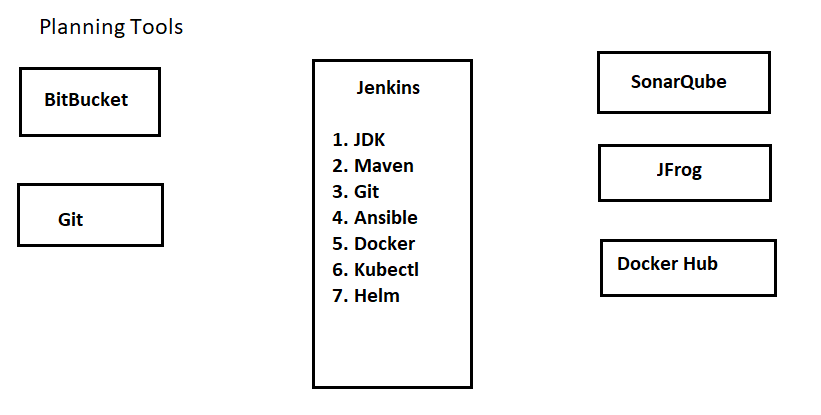 Planning Tools
BitBucket
Git
Jenkins
1. JDK
2. Maven
3. Git
4. Ansible
5. Docker
6. Kubectl
7. Helm
SonarQube
JFrog
Docker Hub